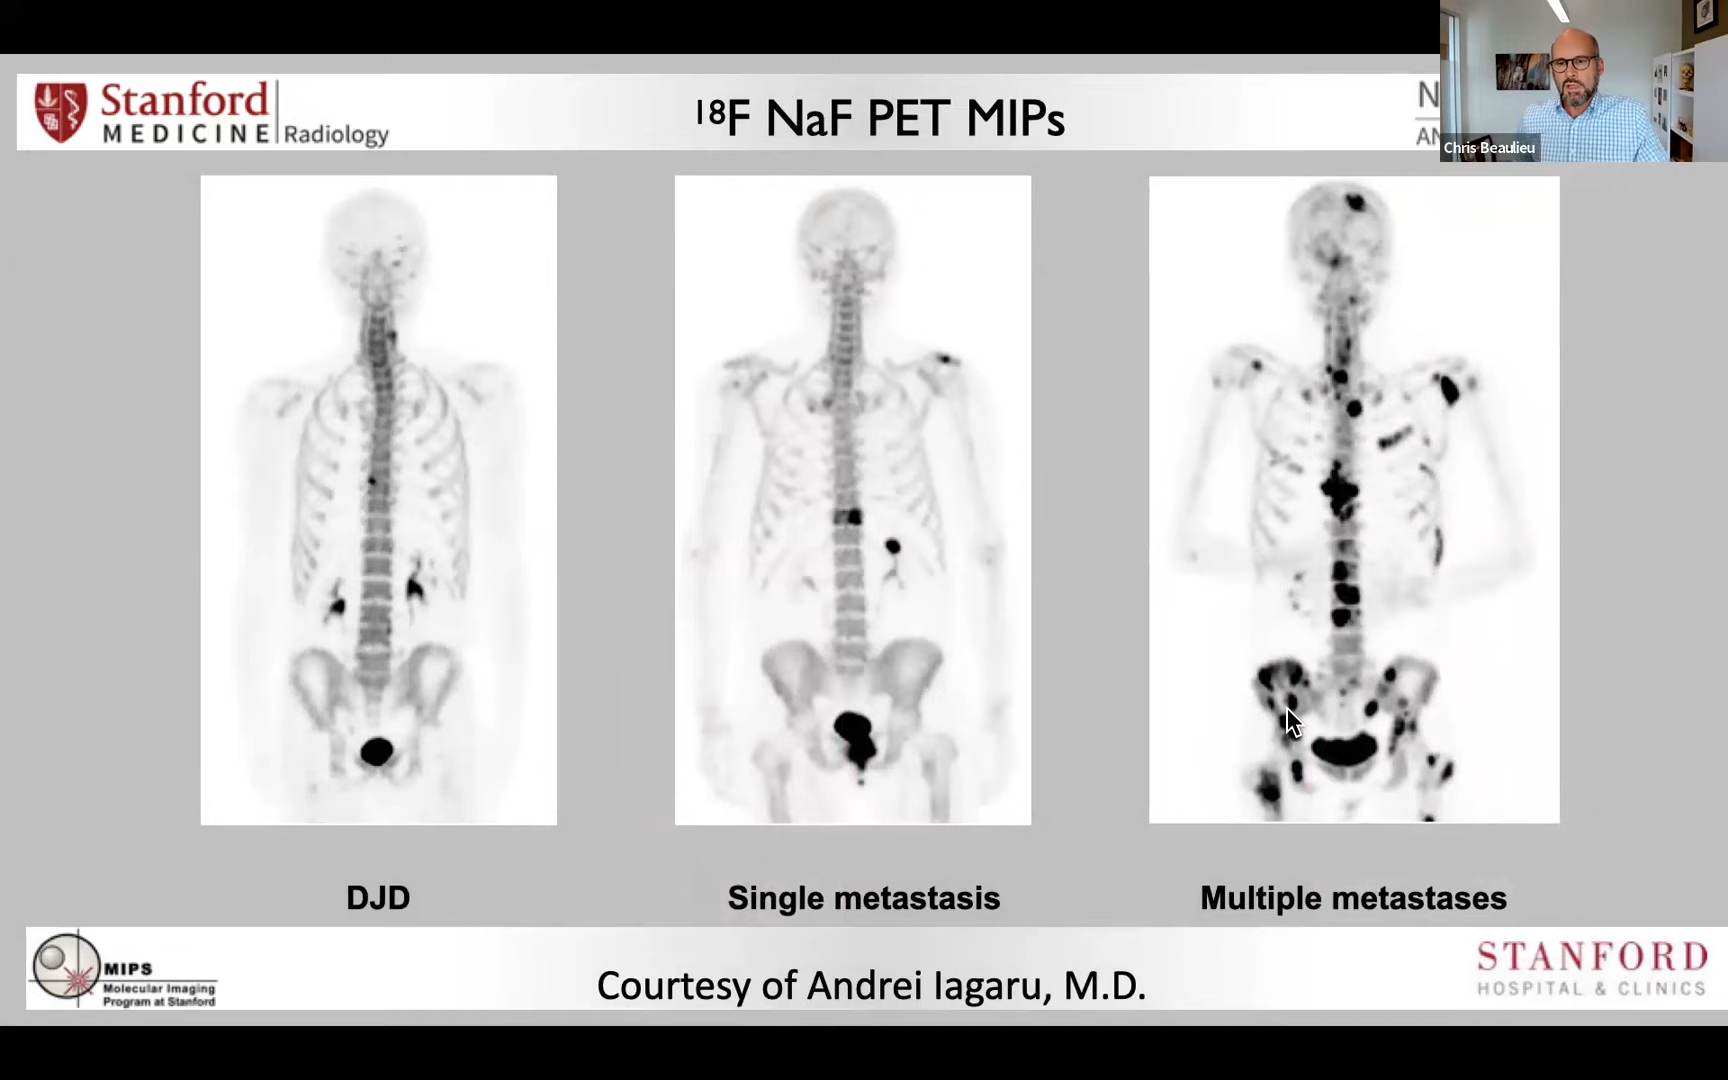 Stanford
MEDICINE
Radiology
¹⁸F NaF PET MIPs
N
AN
Chris Beaulieu
DJD
Single metastasis
Multiple metastases
MIPS
Molecular Imaging
Program at Stanford
Courtesy of Andrei Iagaru, M.D.
STANFORD
HOSPITAL & CLINICS